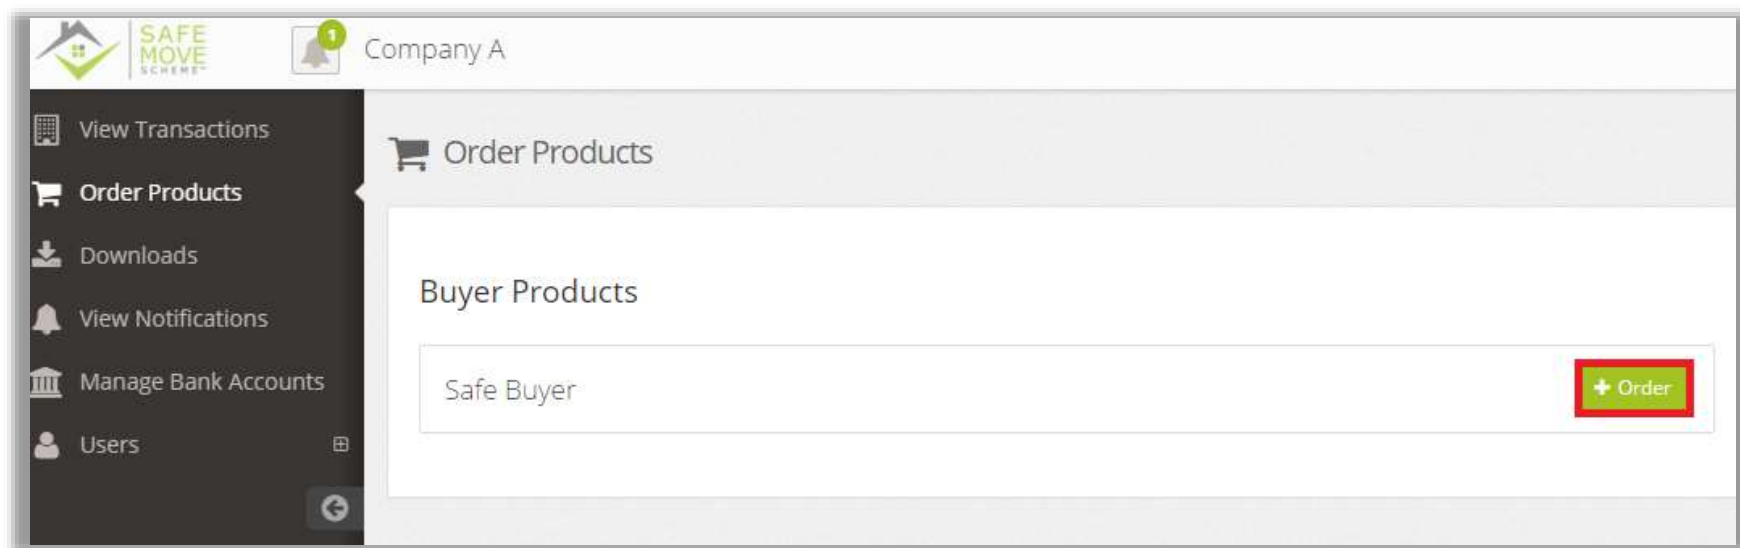 SAFE
MOVE
SCHEME™
1
Company A
View Transactions
Order Products
Downloads
View Notifications
Manage Bank Accounts
Users
Order Products
Buyer Products
Safe Buyer
+ Order